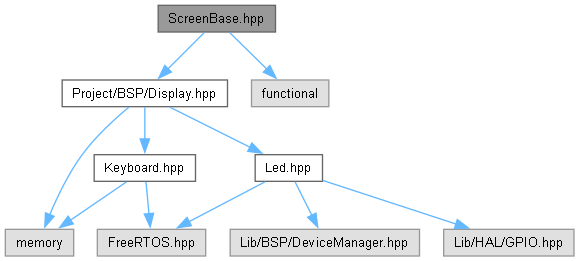 ScreenBase.hpp
Project/BSP/Display.hpp
functional
Keyboard.hpp
Led.hpp
memory
FreeRTOS.hpp
Lib/BSP/DeviceManager.hpp
Lib/HAL/GPIO.hpp